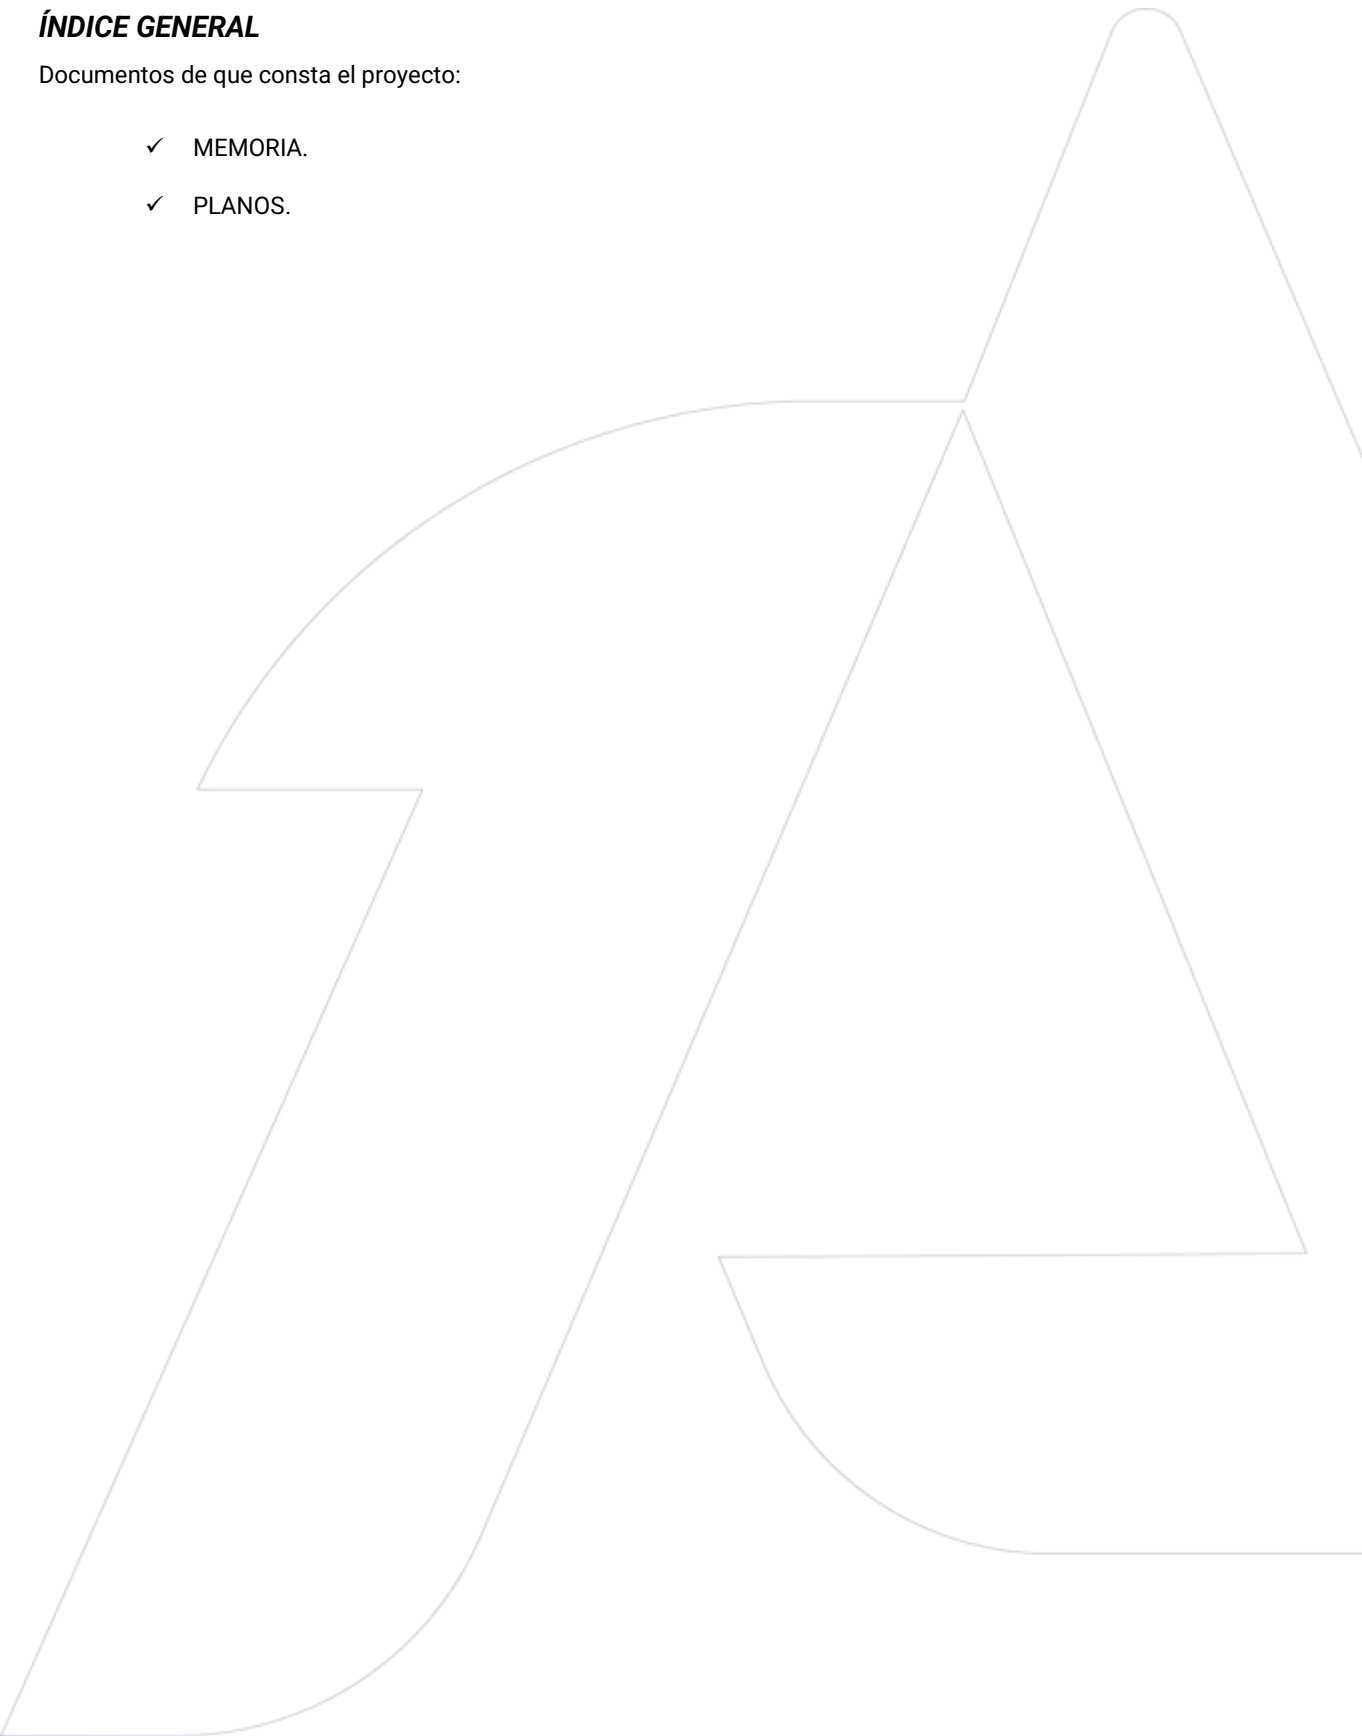 ÍNDICE GENERAL
Documentos de que consta el proyecto:
✓ MEMORIA.
✓ PLANOS.